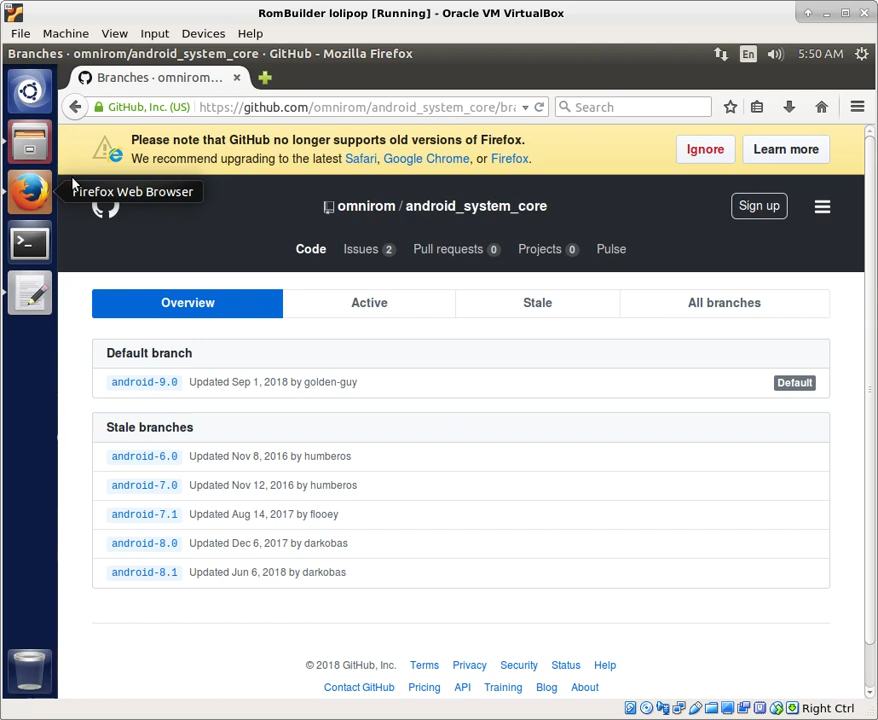 RomBuilder lolipop [Running] - Oracle VM VirtualBox
File Machine View Input Devices Help
Branches · omnirom/android_system_core · GitHub - Mozilla Firefox
En 5:50 AM
Branches · omnirom...
GitHub, Inc. (US) https://github.com/omnirom/android_system_core/bra
Search
Please note that GitHub no longer supports old versions of Firefox.
We recommend upgrading to the latest Safari, Google Chrome, or Firefox.
Ignore
Learn more
Firefox Web Browser
omnirom / android_system_core
Sign up
Code Issues 2 Pull requests 0 Projects 0 Pulse
Overview Active Stale All branches
Default branch
android-9.0 Updated Sep 1, 2018 by golden-guy Default
Stale branches
android-6.0 Updated Nov 8, 2016 by humberos
android-7.0 Updated Nov 12, 2016 by humberos
android-7.1 Updated Aug 14, 2017 by flooey
android-8.0 Updated Dec 6, 2017 by darkobas
android-8.1 Updated Jun 6, 2018 by darkobas
© 2018 GitHub, Inc. Terms Privacy Security Status Help
Contact GitHub Pricing API Training Blog About
Right Ctrl